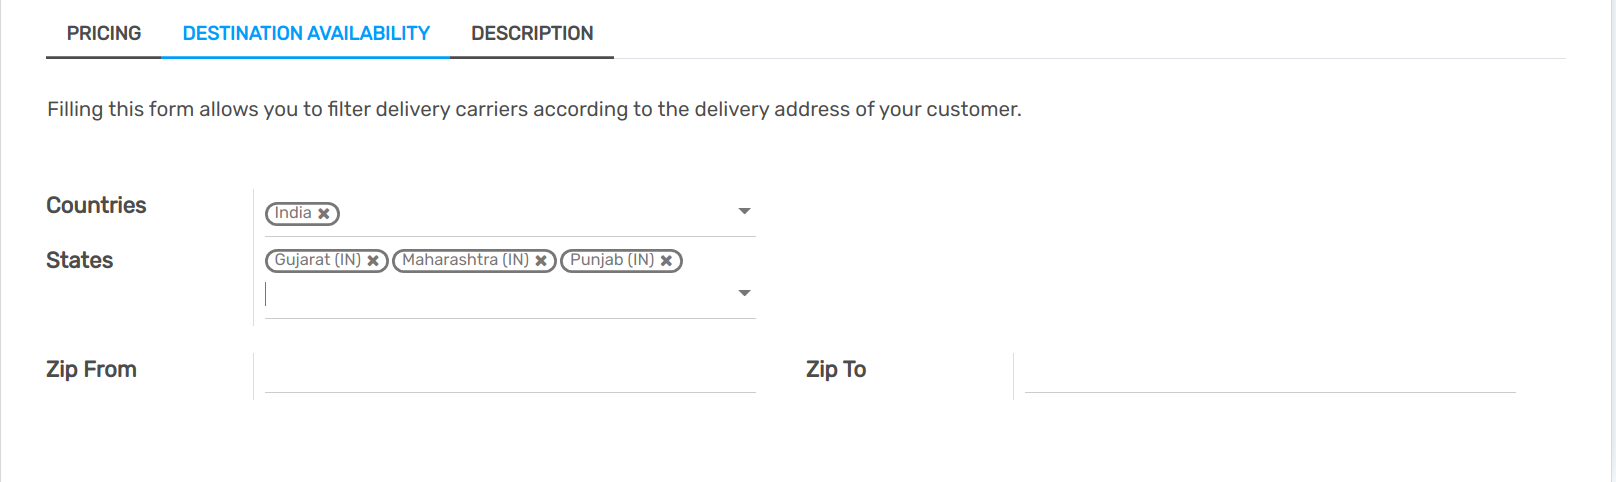 PRICING DESTINATION AVAILABILITY DESCRIPTION
Filling this form allows you to filter delivery carriers according to the delivery address of your customer.
Countries India ✖
States Gujarat (IN) ✖ Maharashtra (IN) ✖ Punjab (IN) ✖
Zip From Zip To